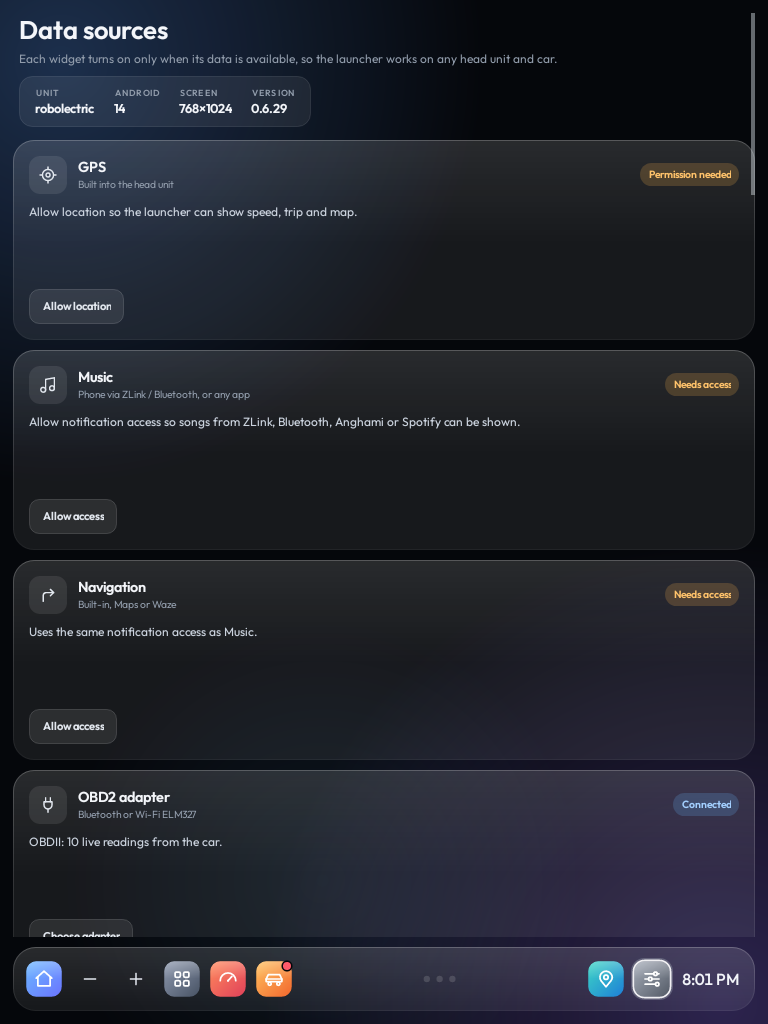 Data sources
Each widget turns on only when its data is available, so the launcher works on any head unit and car.
UNIT ANDROID SCREEN VERSION
robolectric 14 768×1024 0.6.29
GPS
Built into the head unit
Permission needed
Allow location so the launcher can show speed, trip and map.
Allow location
Music
Phone via ZLink / Bluetooth, or any app
Needs access
Allow notification access so songs from ZLink, Bluetooth, Anghami or Spotify can be shown.
Allow access
Navigation
Built-in, Maps or Waze
Needs access
Uses the same notification access as Music.
Allow access
OBD2 adapter
Bluetooth or Wi-Fi ELM327
Connected
OBDII: 10 live readings from the car.
Choose adapter
8:01 PM